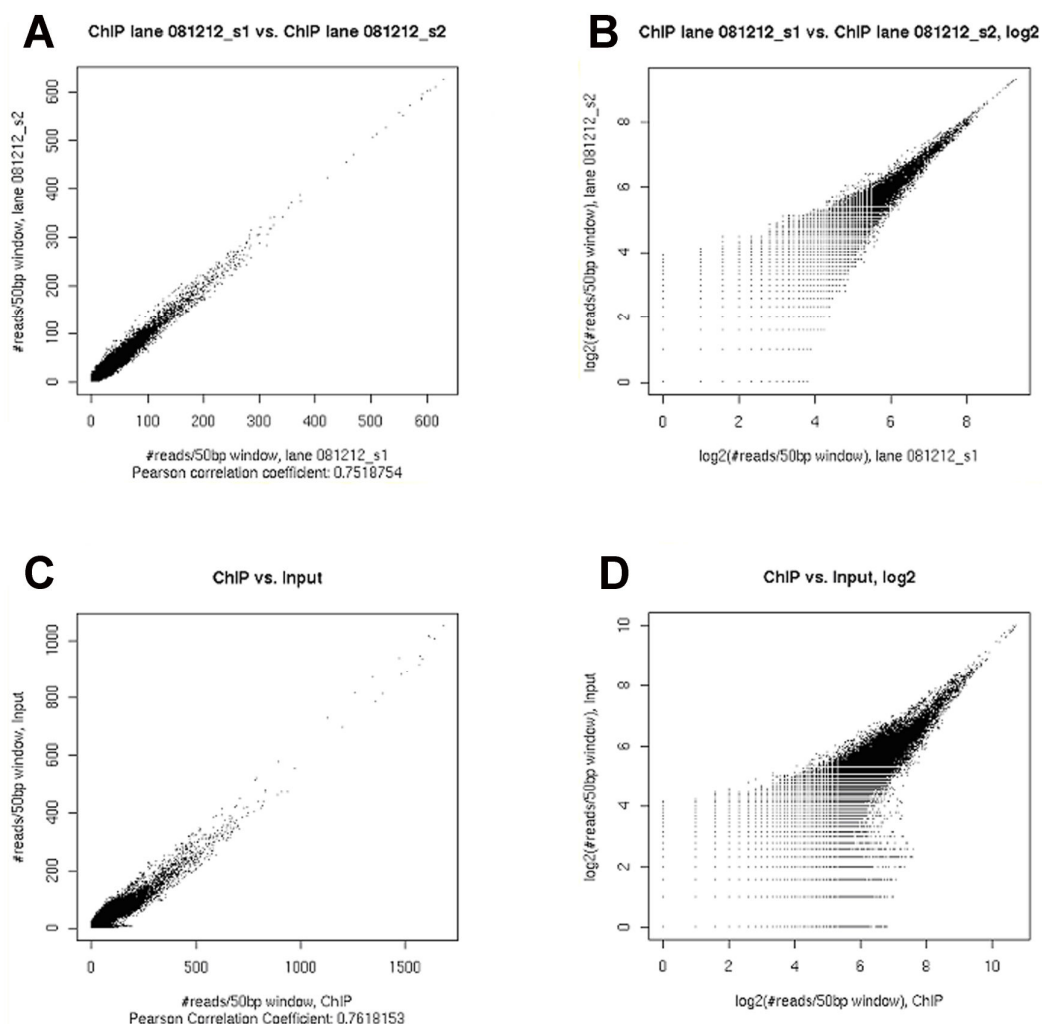 A
ChIP lane 081212_s1 vs. ChIP lane 081212_s2
#reads/50bp window, lane 081212_s2
600
500
400
300
200
100
0
0 100 200 300 400 500 600
#reads/50bp window, lane 081212_s1
Pearson correlation coefficient: 0.7518754
B
ChIP lane 081212_s1 vs. ChIP lane 081212_s2, log2
log2(#reads/50bp window), lane 081212_s2
8
6
4
2
0
0 2 4 6 8
log2(#reads/50bp window), lane 081212_s1
C
ChIP vs. Input
#reads/50bp window, Input
1000
800
600
400
200
0
0 500 1000 1500
#reads/50bp window, ChIP
Pearson Correlation Coefficient: 0.7618153
D
ChIP vs. Input, log2
log2(#reads/50bp window), Input
10
8
6
4
2
0
0 2 4 6 8 10
log2(#reads/50bp window), ChIP